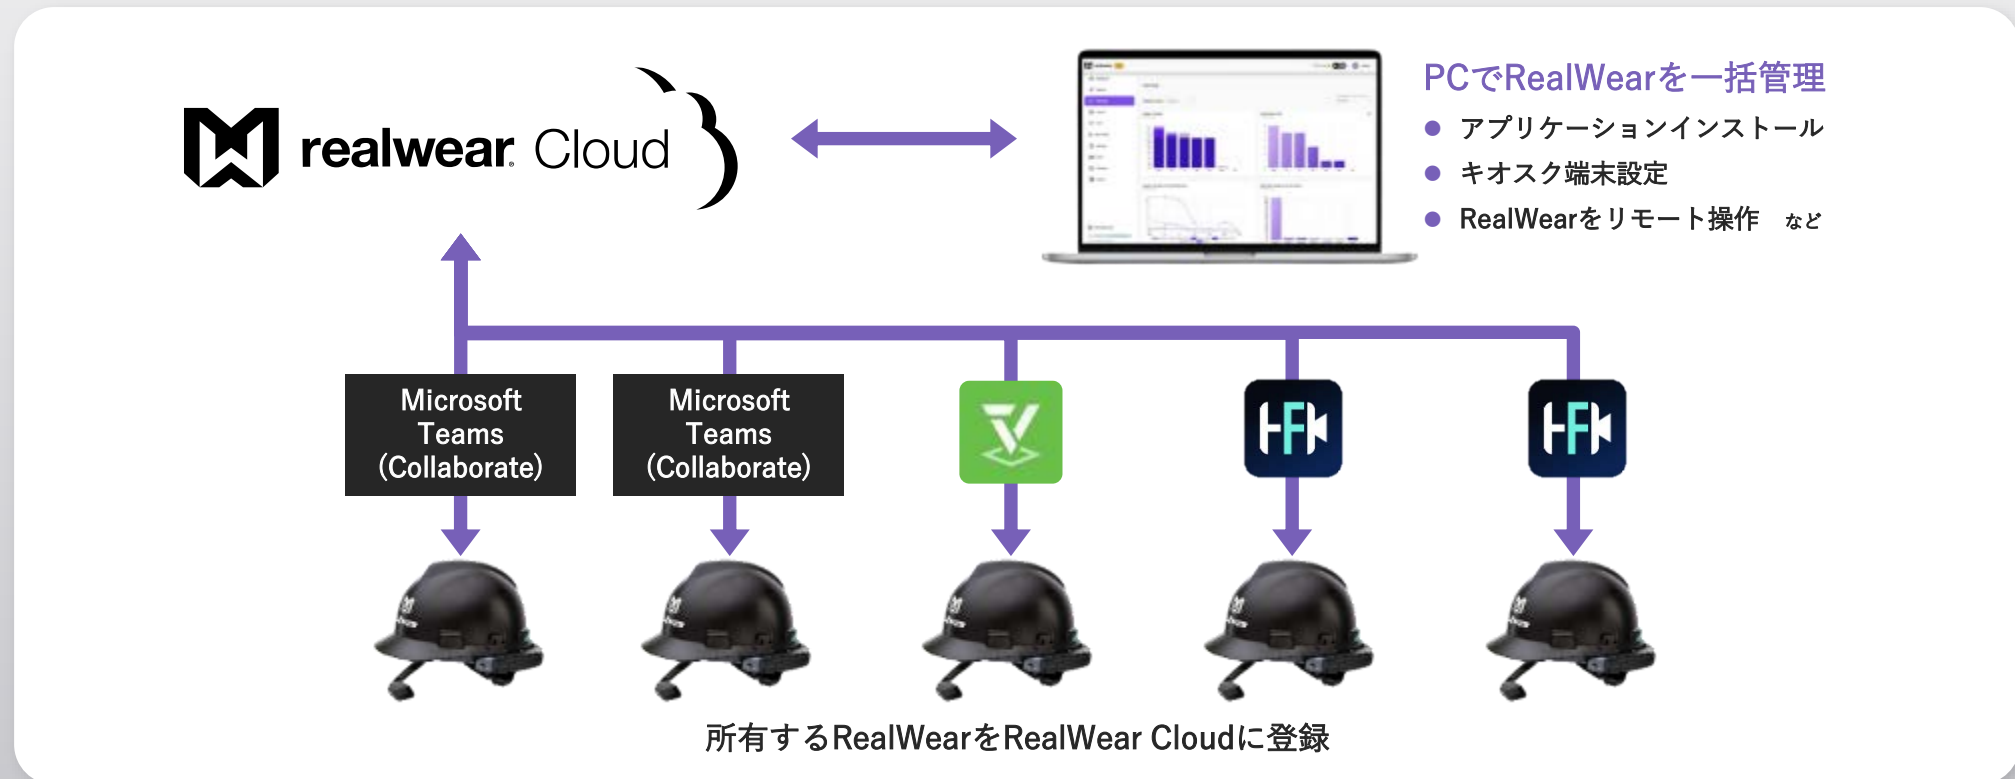 realwear Cloud
PCでRealWearを一括管理
● アプリケーションインストール
● キオスク端末設定
● RealWearをリモート操作 など
Microsoft
Teams
(Collaborate)
Microsoft
Teams
(Collaborate)
所有するRealWearをRealWear Cloudに登録